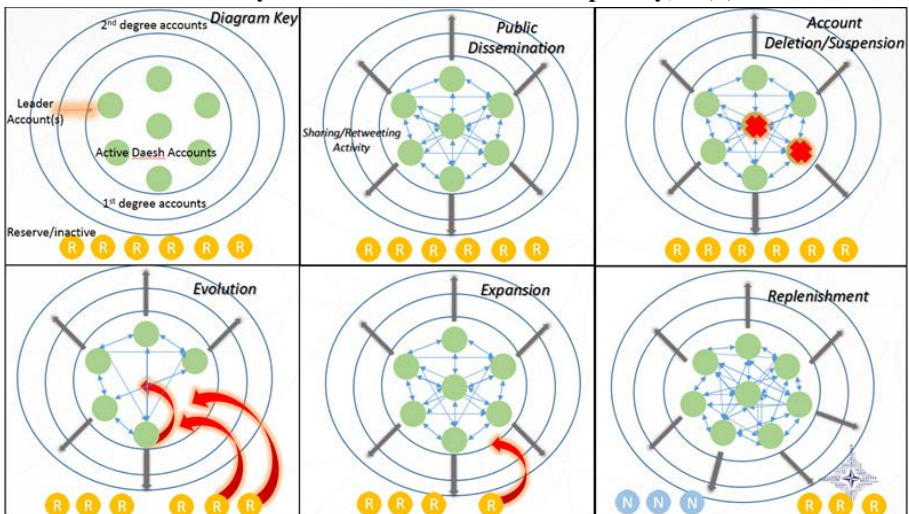 Diagram Key
2nd degree accounts
Leader
Account(s)
Active Daesh Accounts
1st degree accounts
Reserve/inactive
R R R R R R
Public
Dissemination
Sharing/Retweeting
Activity
R R R R R R
Account
Deletion/Suspension
R R R R R R
Evolution
R R R R R R
Expansion
R R R R
Replenishment
N N N R R R